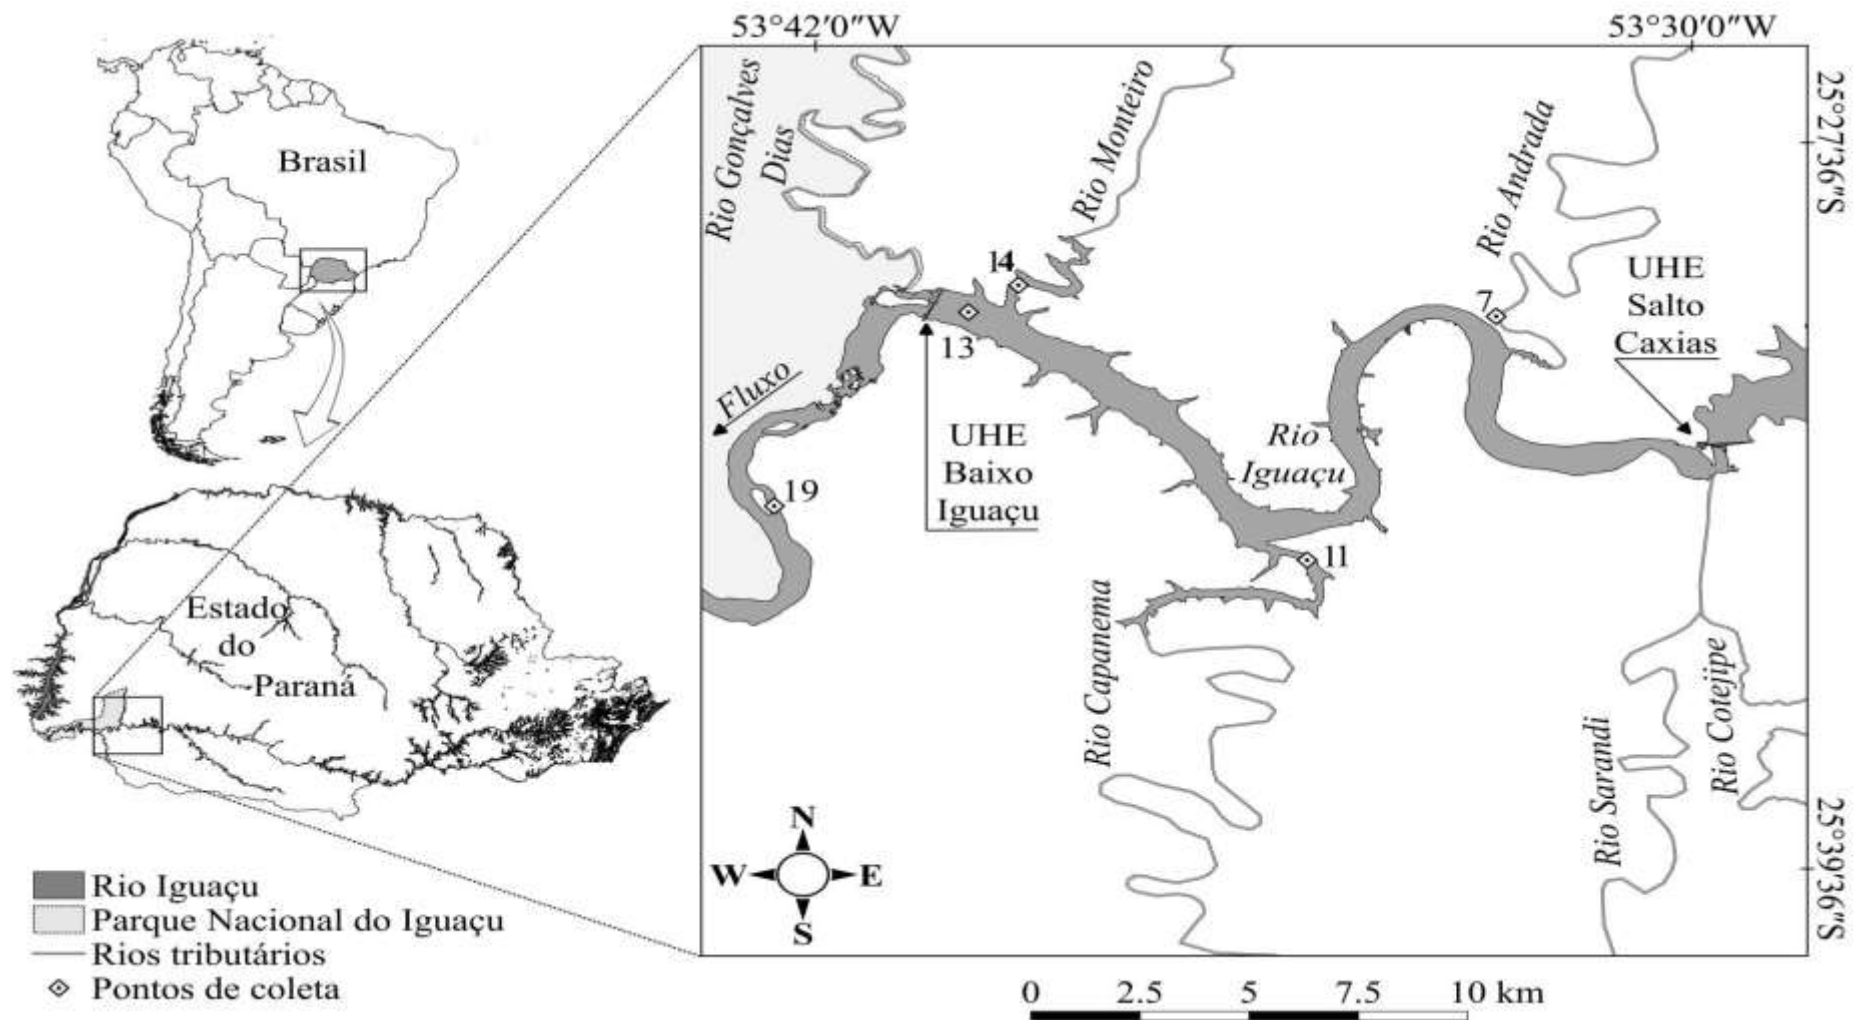 53°42'0"W
53°30'0"W
Brasil
Rio Gonçalves
Dias
Rio Monteiro
Rio Andrada
25°27'36"S
14
13
7
UHE
Salto
Caxias
Fluxo
UHE
Baixo
Iguaçu
Rio
Iguaçu
19
11
Estado
do
Paraná
Rio Capanema
Rio Sarandi
Rio Cotejipe
25°39'36"S
N
W
E
S
Rio Iguaçu
Parque Nacional do Iguaçu
Rios tributários
Pontos de coleta
0 2.5 5 7.5 10 km